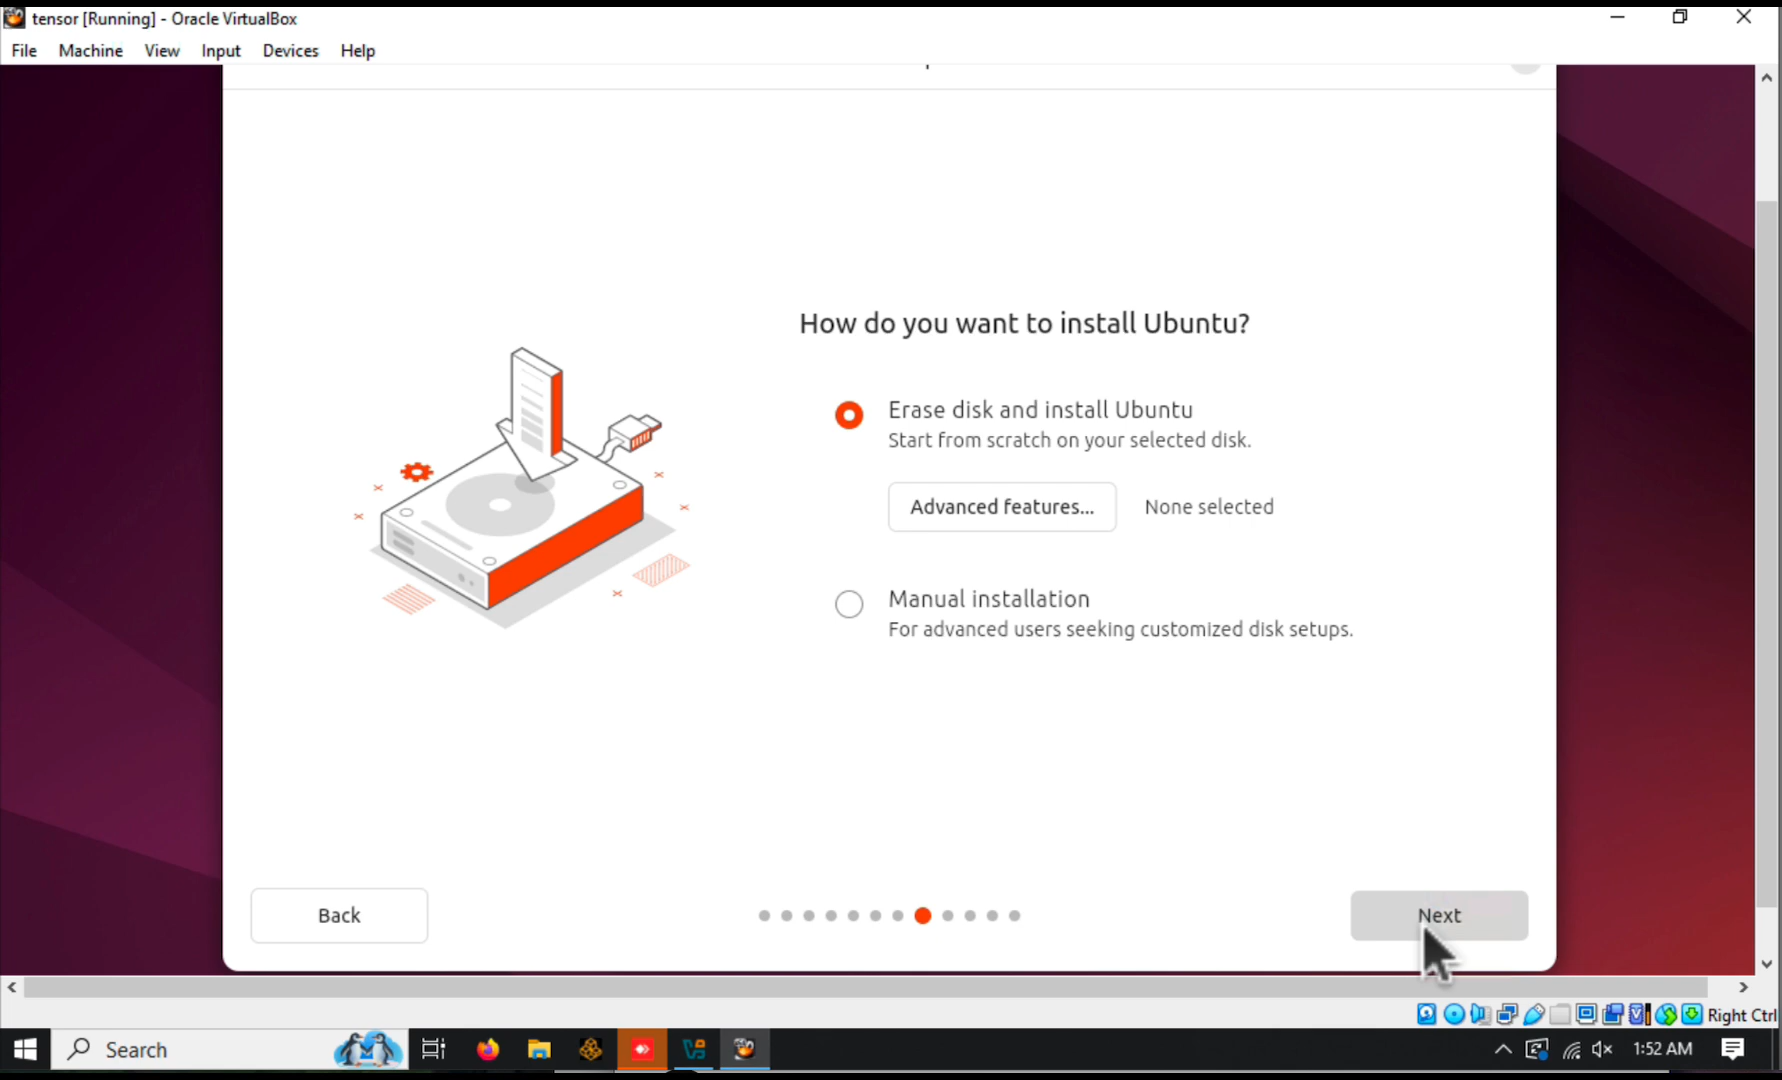 tensor [Running] - Oracle VirtualBox
File Machine View Input Devices Help
How do you want to install Ubuntu?
Erase disk and install Ubuntu
Start from scratch on your selected disk.
Advanced features... None selected
Manual installation
For advanced users seeking customized disk setups.
Back Next
Right Ctrl
Search 1:52 AM